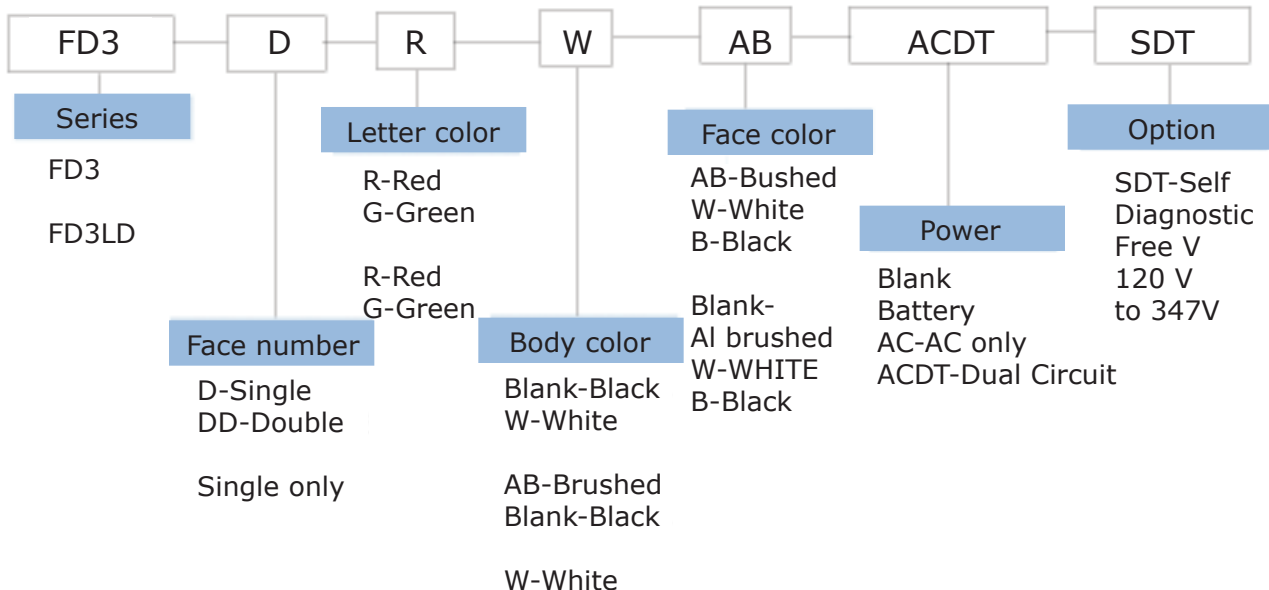 FD3 D R W AB ACDT SDT
Series
FD3
FD3LD
Face number
D-Single
DD-Double
Single only
Letter color
R-Red
G-Green
R-Red
G-Green
Body color
Blank-Black
W-White
AB-Brushed
Blank-Black
W-White
Face color
AB-Bushed
W-White
B-Black
Blank-
Al brushed
W-WHITE
B-Black
Power
Blank
Battery
AC-AC only
ACDT-Dual Circuit
Option
SDT-Self
Diagnostic
Free V
120 V
to 347V